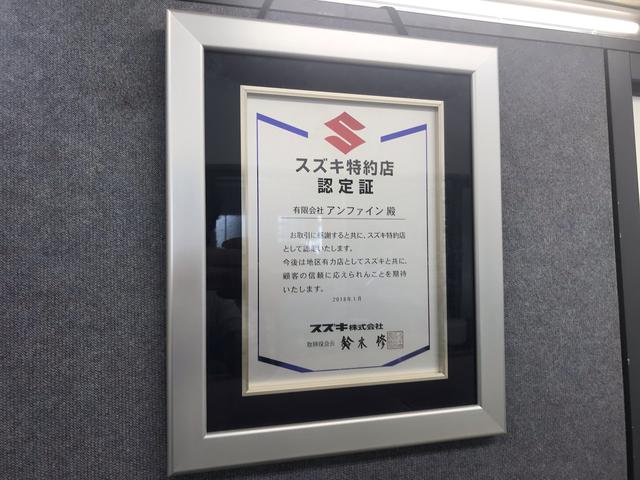 スズキ特約店
認定証
有限会社 アンファイン 殿
お取引に感謝すると共に、スズキ特約店
として認定いたします。
今後は地区有力店としてスズキと共に、
顧客の信頼に応えられんことを期待
いたします。
2018年1月
スズキ株式会社
取締役会長 鈴木 修